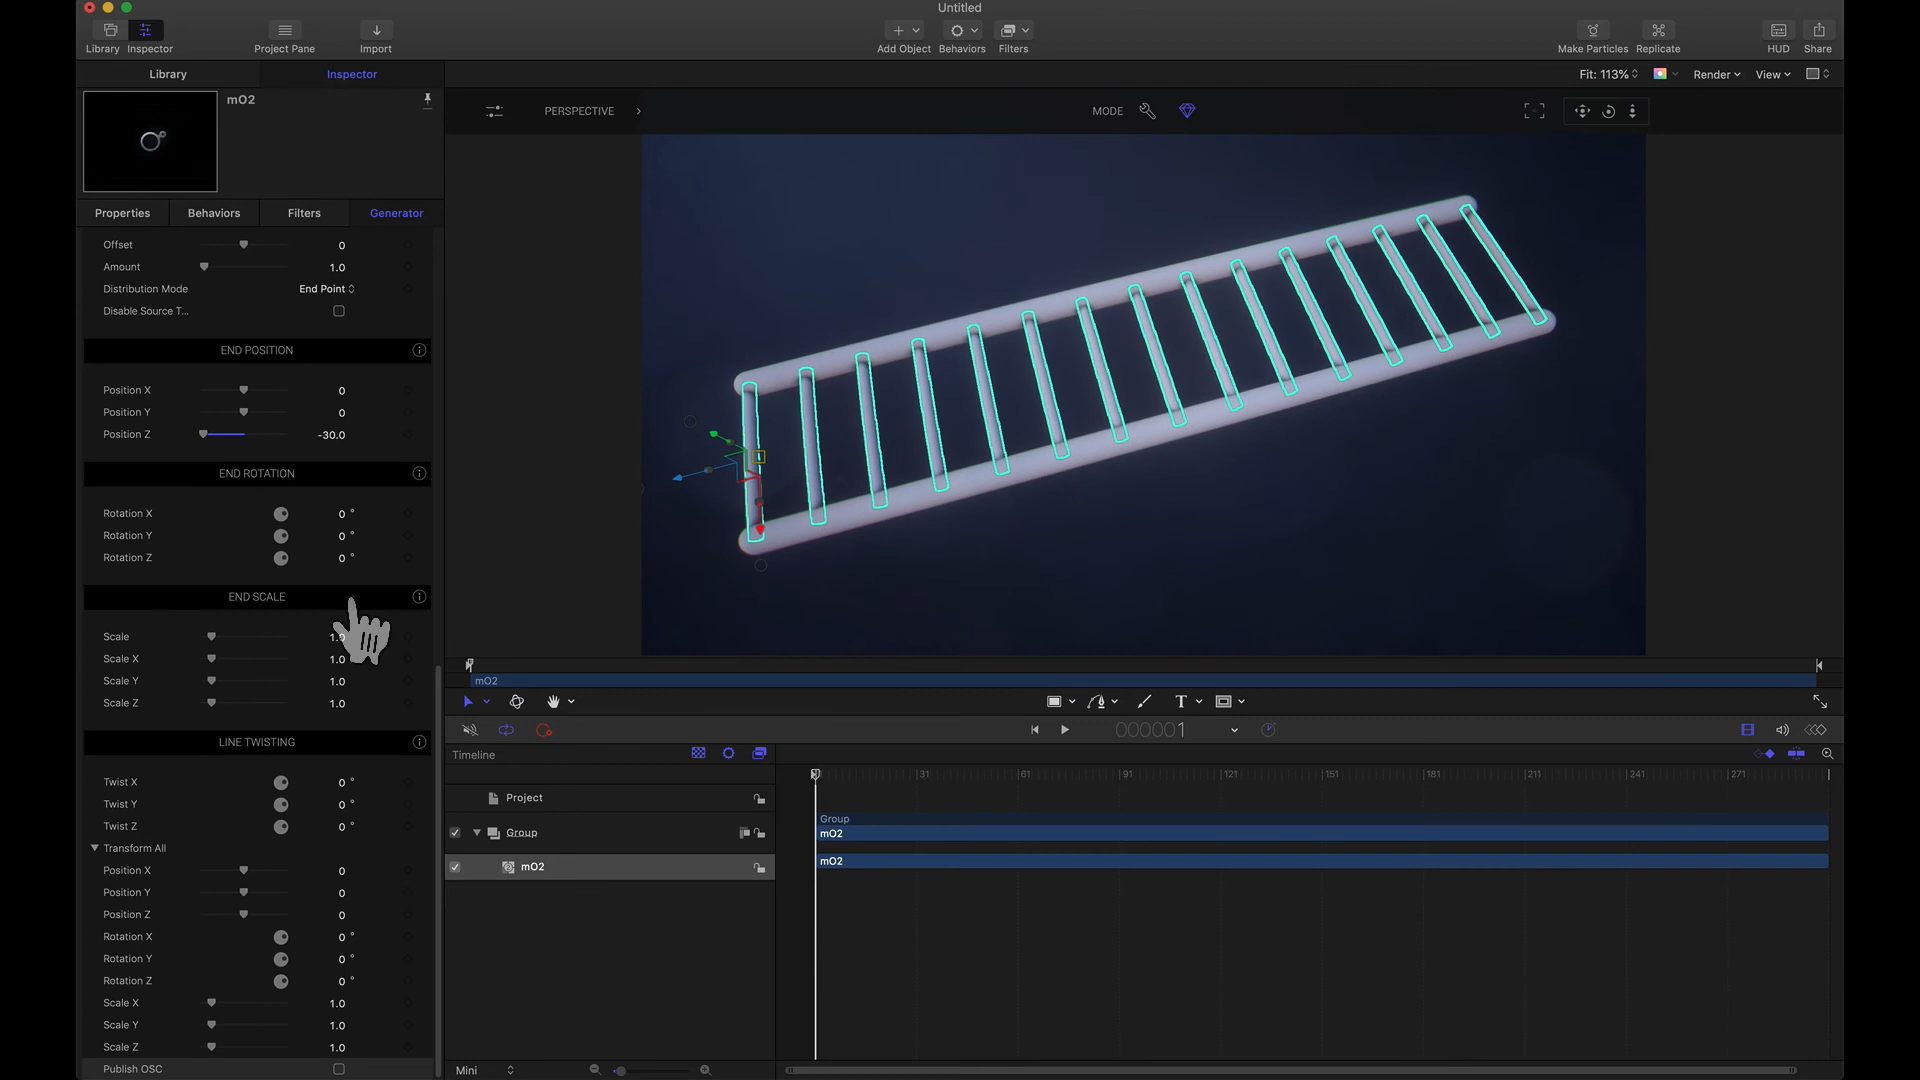 Untitled
Library
Inspector
Project Pane
Import
Add Object
Behaviors
Filters
Make Particles
Replicate
HUD
Share
Library
Inspector
Fit: 113%
Render
View
mO2
PERSPECTIVE
MODE
Properties
Behaviors
Filters
Generator
Offset 0
Amount 1.0
Distribution Mode End Point
Disable Source T...
END POSITION
Position X 0
Position Y 0
Position Z -30.0
END ROTATION
Rotation X 0 °
Rotation Y 0 °
Rotation Z 0 °
END SCALE
Scale 1.0
Scale X 1.0
Scale Y 1.0
Scale Z 1.0
LINE TWISTING
Twist X 0 °
Twist Y 0 °
Twist Z 0 °
Transform All
Position X 0
Position Y 0
Position Z 0
Rotation X 0 °
Rotation Y 0 °
Rotation Z 0 °
Scale X 1.0
Scale Y 1.0
Scale Z 1.0
Publish OSC
mO2
T
000001
Timeline
31 61 91 121 151 181 211 241 271
Project
Group
Group
mO2
mO2
mO2
Mini